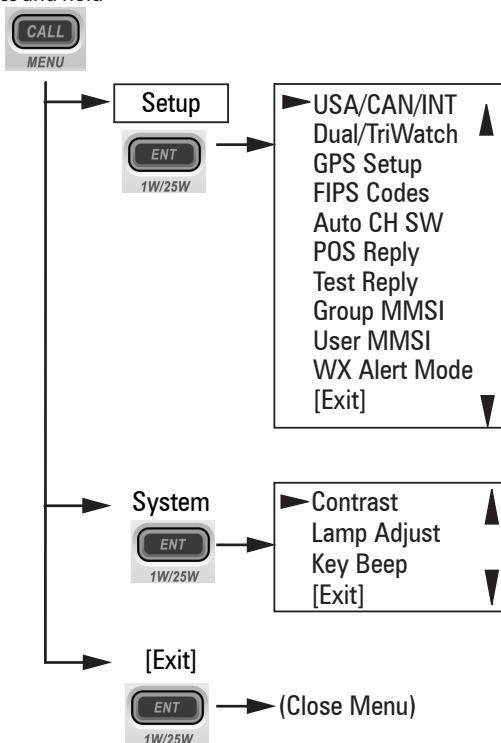 and hold
CALL
MENU
Setup
ENT
1W/25W
USA/CAN/INT
Dual/TriWatch
GPS Setup
FIPS Codes
Auto CH SW
POS Reply
Test Reply
Group MMSI
User MMSI
WX Alert Mode
[Exit]
System
ENT
1W/25W
Contrast
Lamp Adjust
Key Beep
[Exit]
[Exit]
ENT
1W/25W
(Close Menu)